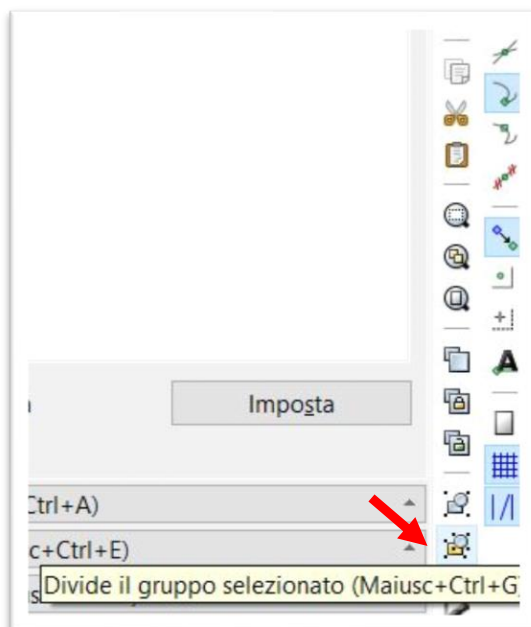 Imposta
Ctrl+A)
c+Ctrl+E)
Divide il gruppo selezionato (Maiusc+Ctrl+G